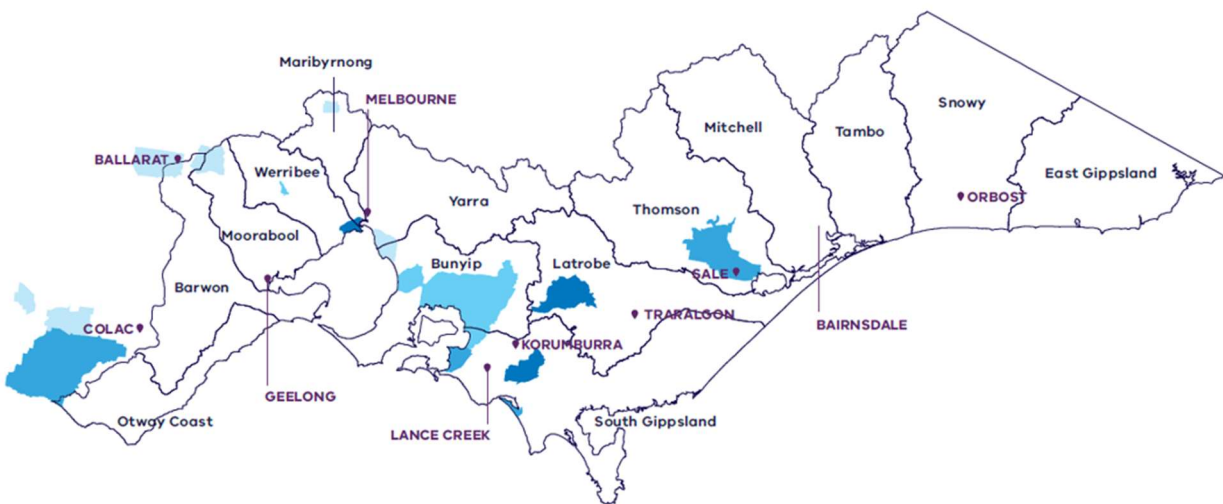 Maribyrnong
MELBOURNE
Snowy
Mitchell
Tambo
BALLARAT
Werribee
East Gippsland
Yarra
ORBOST
Thomson
Moorabool
Bunyip
Latrobe
SALE
Barwon
TRARALGON
COLAC
BAIRNSDALE
KORUMBURRA
GEELONG
Otway Coast
South Gippsland
LANCE CREEK